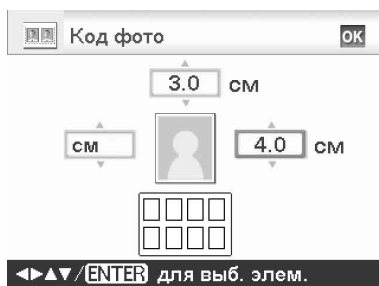 Код фото OK
3.0 см
см 4.0 см
◄►▲▼/ENTER для выб. элем.